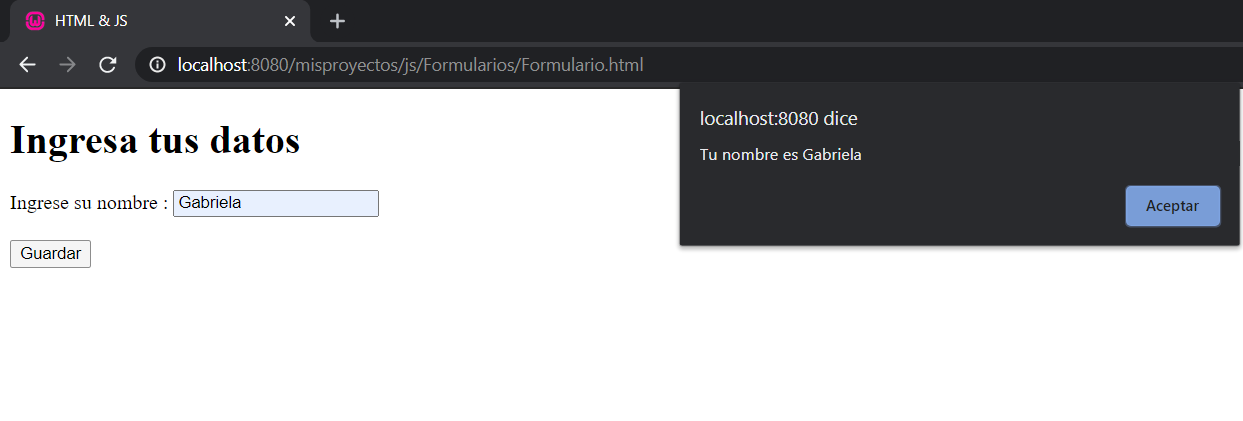 HTML & JS
localhost:8080/misproyectos/js/Formularios/Formulario.html
localhost:8080 dice
Tu nombre es Gabriela
Aceptar
Ingresa tus datos
Ingrese su nombre : Gabriela
Guardar